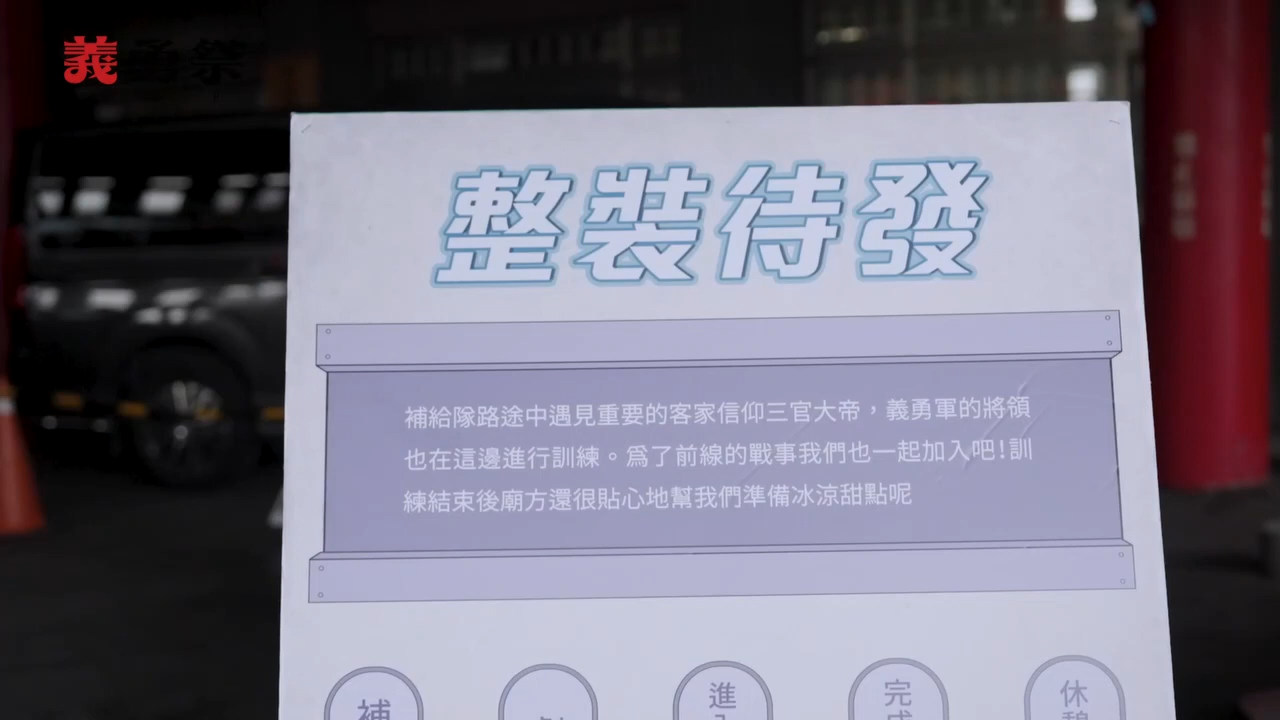 義勇祭
整裝待發
補給隊路途中遇見重要的客家信仰三官大帝，義勇軍的將領
也在這邊進行訓練。為了前線的戰事我們也一起加入吧!訓
練結束後廟方還很貼心地幫我們準備冰涼甜點呢
補
進
完成
休憩